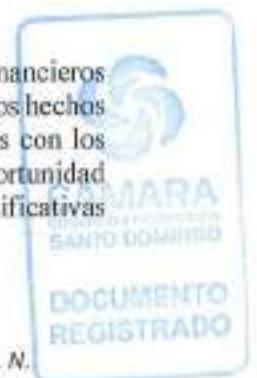 nancieros
os hechos
s con los
ortunidad
ificativas
CAMARA
SANTO DOMINGO
DOCUMENTO
REGISTRADO
N.